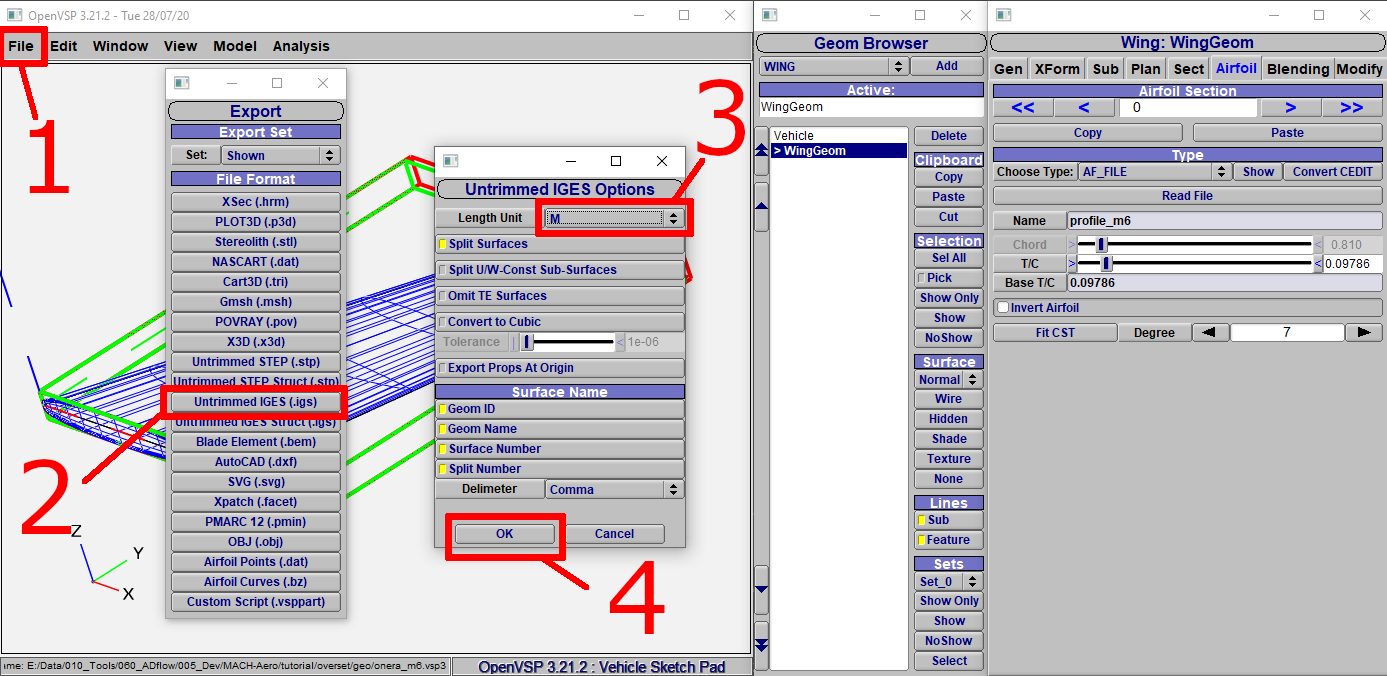 OpenVSP 3.21.2 - Tue 28/07/20
File Edit Window View Model Analysis
1
2
3
4
Z
Y
X
Export
Export Set
Set: Shown
File Format
XSec (.hrm)
PLOT3D (.p3d)
Stereolith (.stl)
NASCART (.dat)
Cart3D (.tri)
Gmsh (.msh)
POVRAY (.pov)
X3D (.x3d)
Untrimmed STEP (.stp)
Untrimmed STEP Struct (.stp)
Untrimmed IGES (.igs)
Untrimmed IGES Struct (.igs)
Blade Element (.bem)
AutoCAD (.dxf)
SVG (.svg)
Xpatch (.facet)
PMARC 12 (.pmin)
OBJ (.obj)
Airfoil Points (.dat)
Airfoil Curves (.bz)
Custom Script (.vsppart)
Untrimmed IGES Options
Length Unit M
Split Surfaces
Split U/W-Const Sub-Surfaces
Omit TE Surfaces
Convert to Cubic
Tolerance | < 1e-06
Export Props At Origin
Surface Name
Geom ID
Geom Name
Surface Number
Split Number
Delimeter Comma
OK Cancel
ame: E:/Data/010_Tools/060_ADflow/005_Dev/MACH-Aero/tutorial/overset/geo/onera_m6.vsp3
OpenVSP 3.21.2 : Vehicle Sketch Pad
Geom Browser
WING Add
Active:
WingGeom
Vehicle
> WingGeom
Delete
Clipboard
Copy
Paste
Cut
Selection
Sel All
Pick
Show Only
Show
NoShow
Surface
Normal
Wire
Hidden
Shade
Texture
None
Lines
Sub
Feature
Sets
Set_0
Show Only
Show
NoShow
Select
Wing: WingGeom
Gen XForm Sub Plan Sect Airfoil Blending Modify
Airfoil Section
<< < 0 > >>
Copy Paste
Type
Choose Type: AF_FILE Show Convert CEDIT
Read File
Name profile_m6
Chord > < 0.810
T/C > < 0.09786
Base T/C 0.09786
Invert Airfoil
Fit CST Degree 7